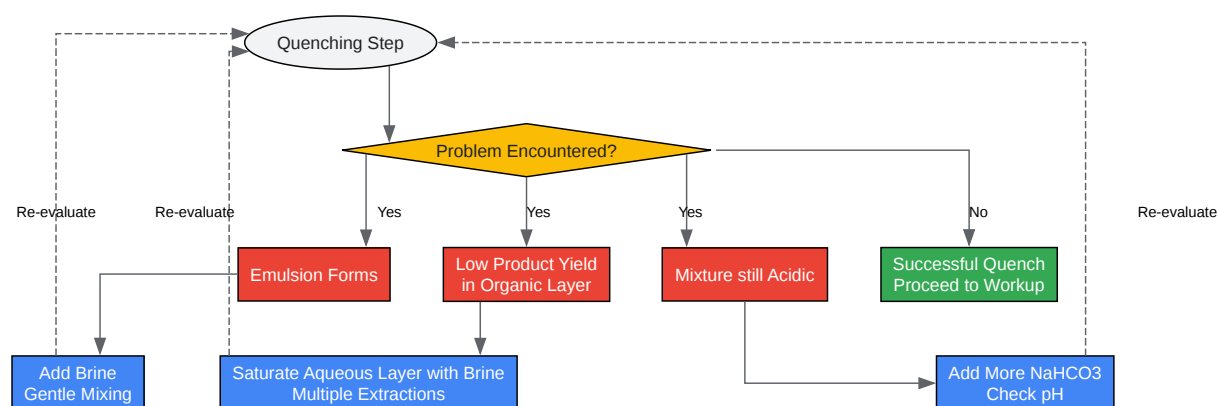 Quenching Step
Problem Encountered?
Re-evaluate
Re-evaluate
Yes
Yes
Yes
No
Re-evaluate
Emulsion Forms
Low Product Yield
in Organic Layer
Mixture still Acidic
Successful Quench
Proceed to Workup
Add Brine
Gentle Mixing
Saturate Aqueous Layer with Brine
Multiple Extractions
Add More NaHCO3
Check pH